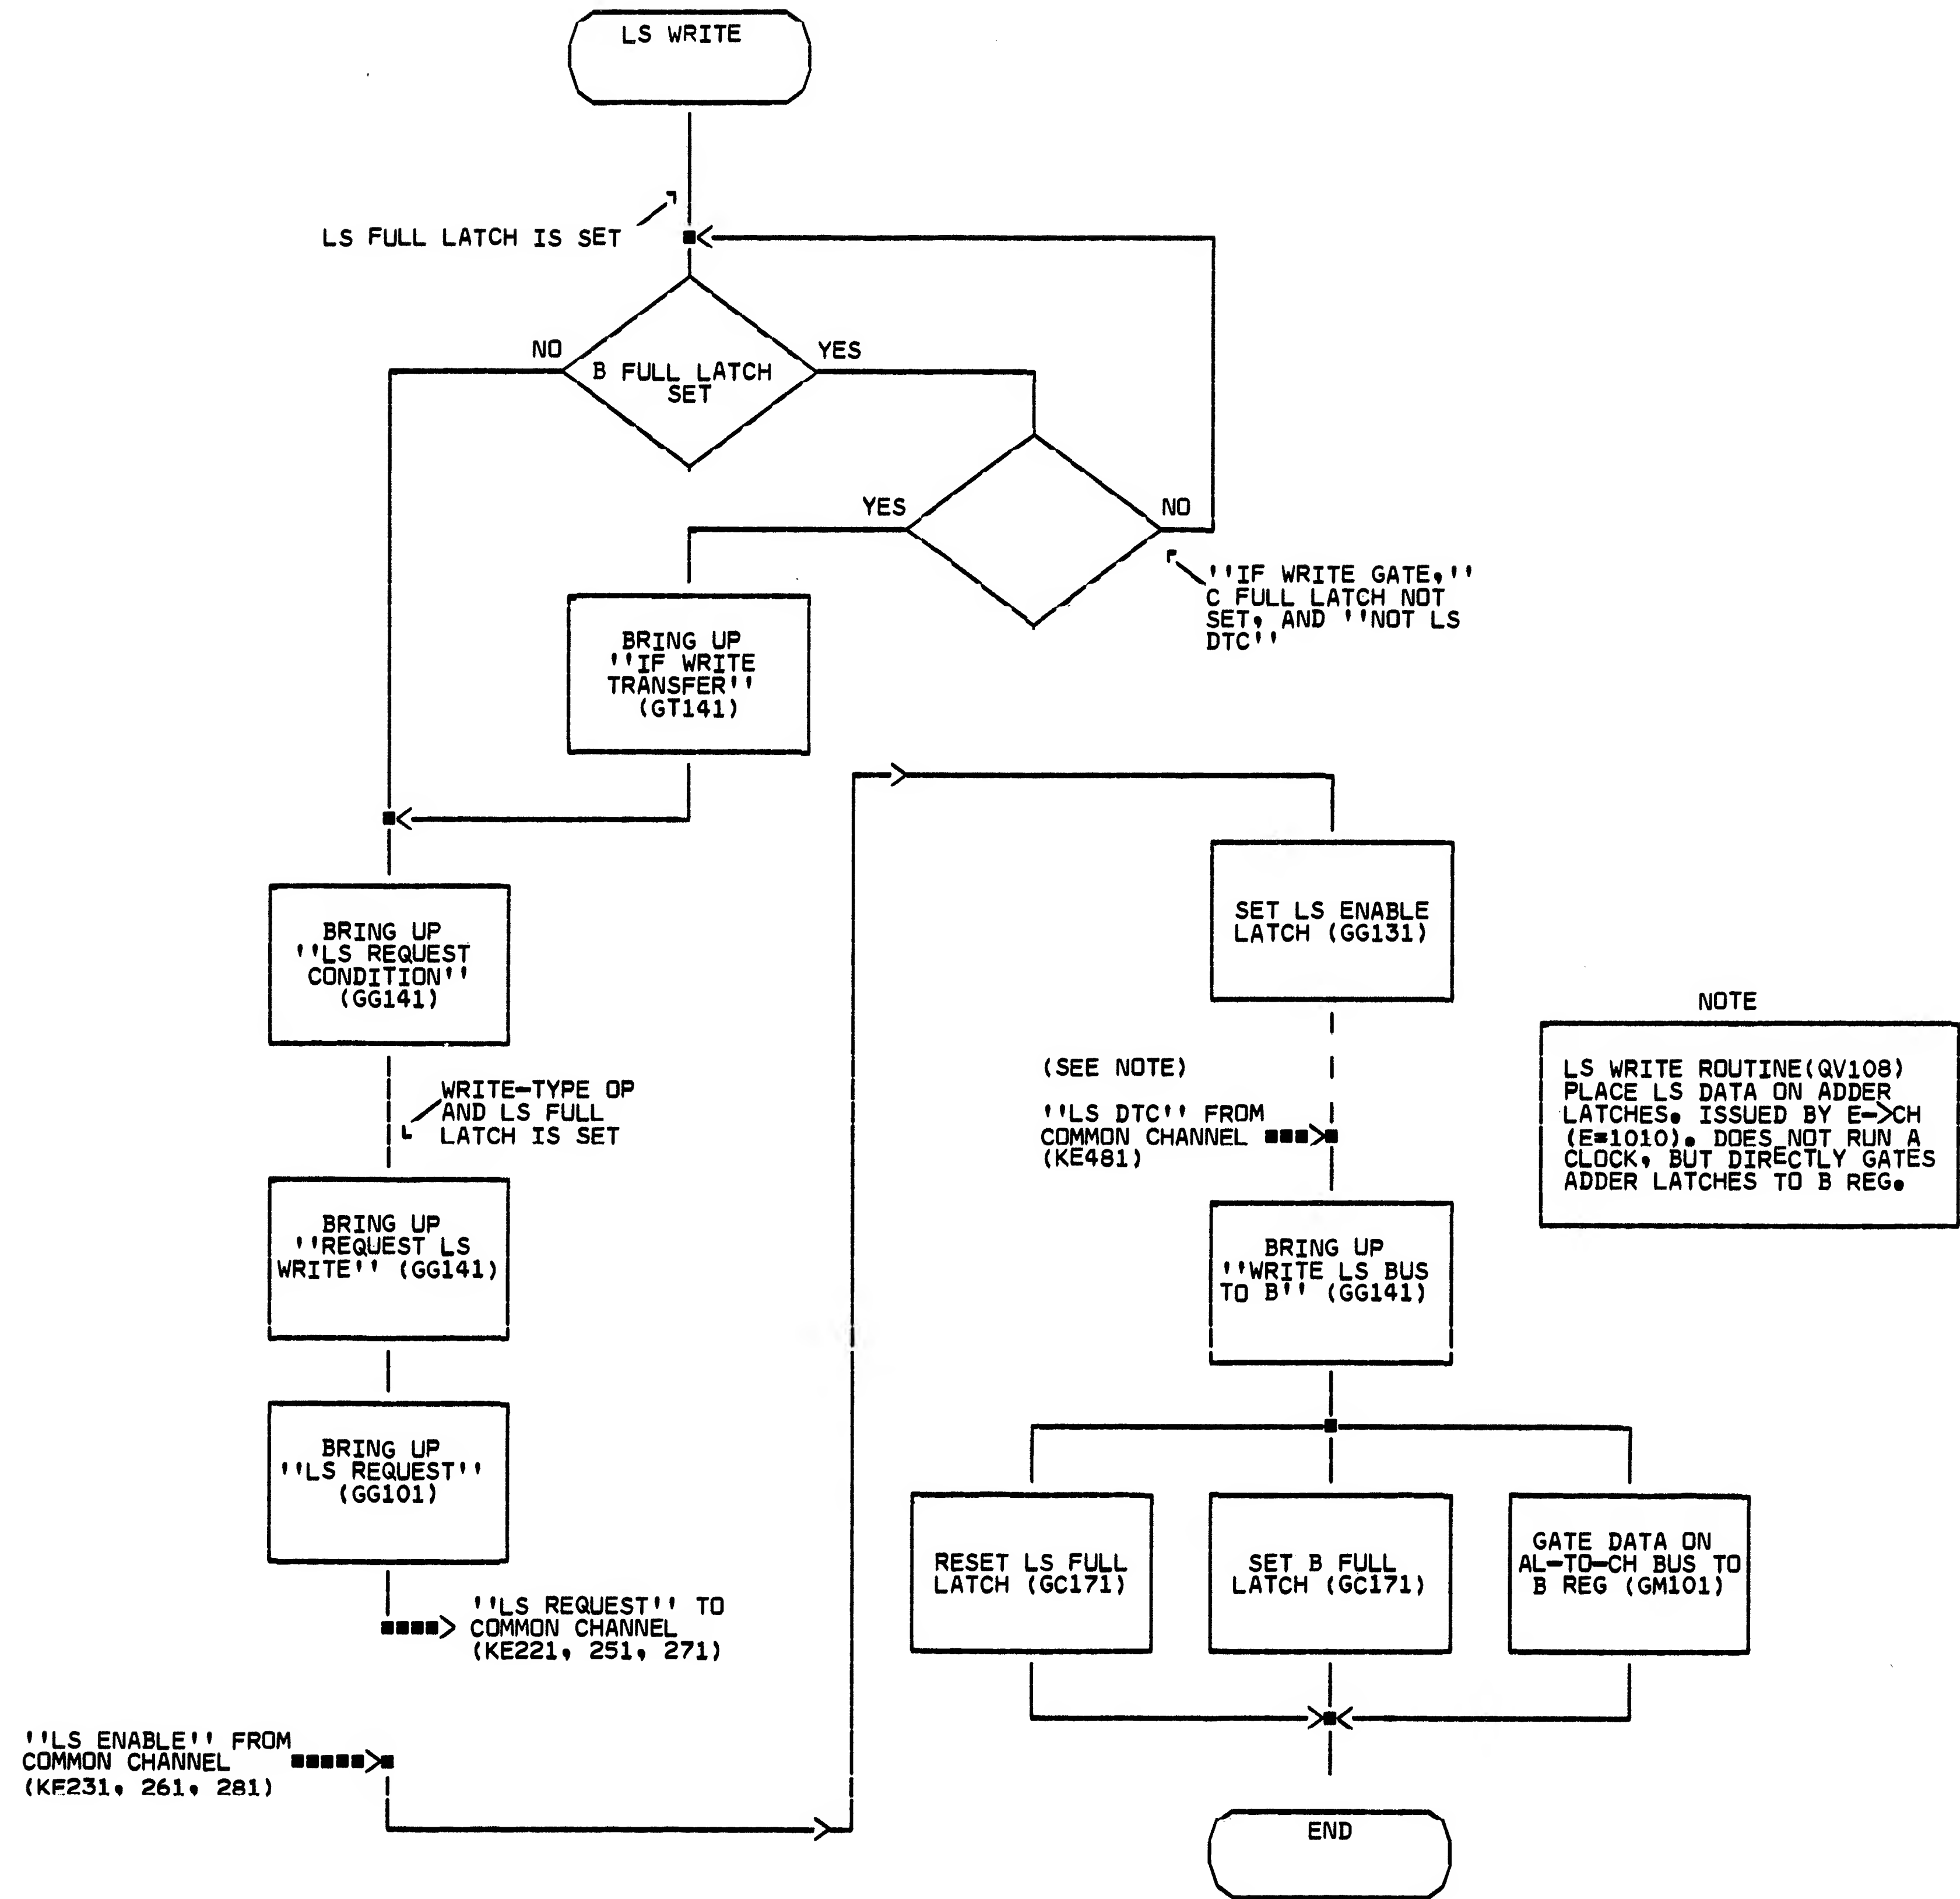 LS WRITE
LS FULL LATCH IS SET
NO
YES
B FULL LATCH
SET
YES
NO
''IF WRITE GATE,''
C FULL LATCH NOT
SET, AND ''NOT LS
DTC''
BRING UP
''IF WRITE
TRANSFER''
(GT141)
BRING UP
''LS REQUEST
CONDITION''
(GG141)
WRITE-TYPE OP
AND LS FULL
LATCH IS SET
BRING UP
''REQUEST LS
WRITE'' (GG141)
BRING UP
''LS REQUEST''
(GG101)
''LS REQUEST'' TO
COMMON CHANNEL
(KE221, 251, 271)
''LS ENABLE'' FROM
COMMON CHANNEL
(KE231, 261, 281)
SET LS ENABLE
LATCH (GG131)
(SEE NOTE)
''LS DTC'' FROM
COMMON CHANNEL
(KE481)
BRING UP
''WRITE LS BUS
TO B'' (GG141)
RESET LS FULL
LATCH (GC171)
SET B FULL
LATCH (GC171)
GATE DATA ON
AL-TO-CH BUS TO
B REG (GM101)
END
NOTE
LS WRITE ROUTINE(QV108)
PLACE LS DATA ON ADDER
LATCHES. ISSUED BY E->CH
(E=1010). DOES NOT RUN A
CLOCK, BUT DIRECTLY GATES
ADDER LATCHES TO B REG.